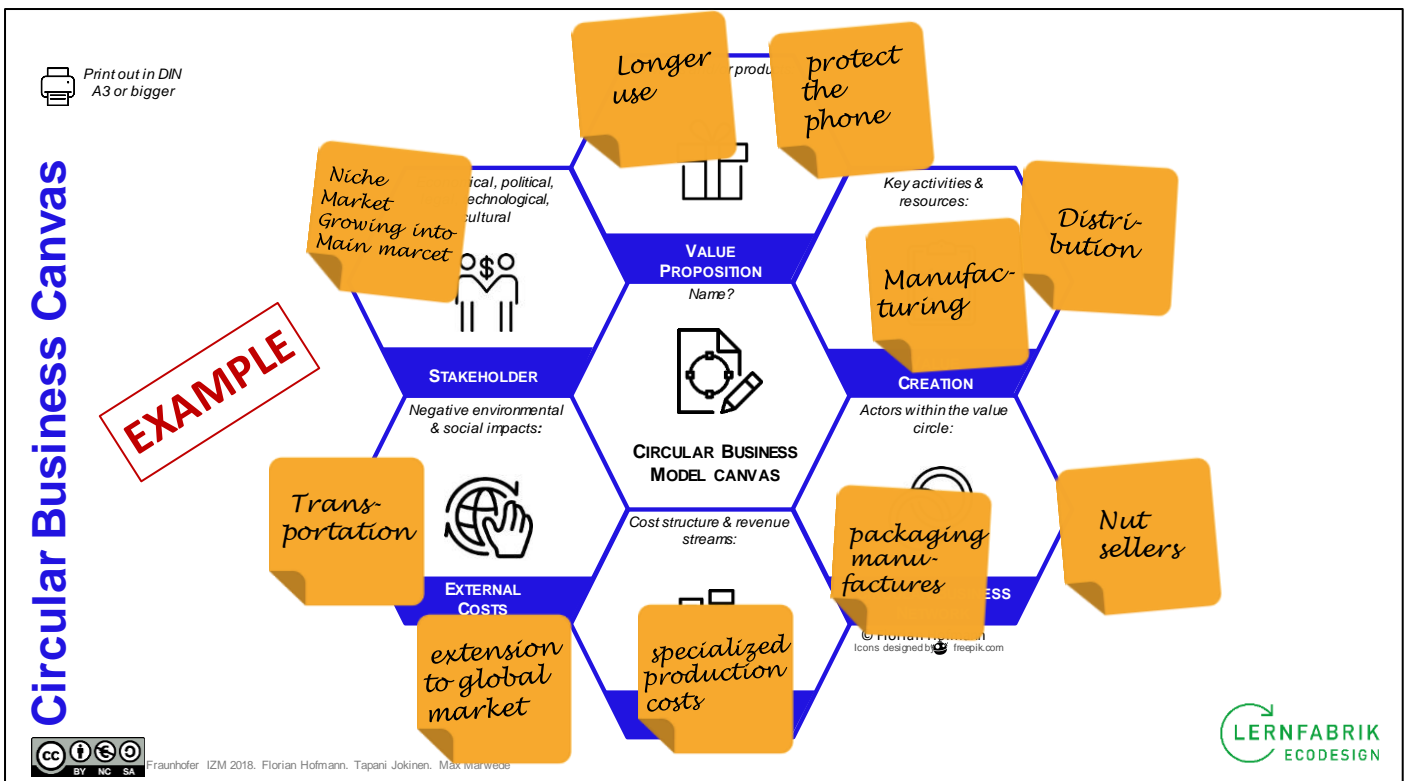 Print out in DIN
A3 or bigger
Circular Business Canvas
EXAMPLE
Longer
use
protect
the
phone
Niche
Market
Growing into
Main marcet
political,
cultural
STAKEHOLDER
VALUE
PROPOSITION
Name?
CIRCULAR BUSINESS
MODEL CANVAS
Key activities &
resources:
Manufac-
turing
Distri-
bution
CREATION
Negative environmental
& social impacts:
Trans-
portation
EXTERNAL
COSTS
extension
to global
market
Cost structure & revenue
streams:
specialized
production
costs
Actors within the value
circle:
packaging
manu-
factures
Nut
sellers
Icons designed by freepik.com
cc BY NC SA
Fraunhofer IZM 2018. Florian Hofmann. Tapani Jokinen. Max Marwede
LERNFABRIK
ECODESIGN